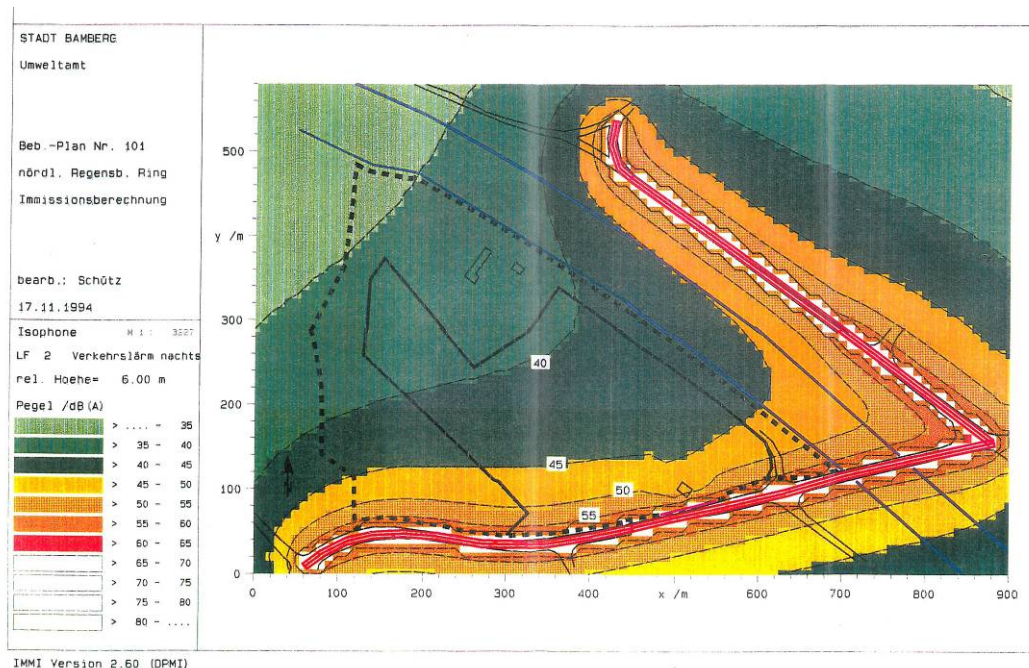 STADT BAMBERG
Umweltamt
Beb.-Plan Nr. 101
nördl. Regensb. Ring
Immissionsberechnung
bearb.: Schütz
17.11.1994
Isophone M 1 : 3227
LF 2 Verkehrslärm nachts
rel. Hoehe= 6.00 m
Pegel /dB(A)
> .... - 35
> 35 - 40
> 40 - 45
> 45 - 50
> 50 - 55
> 55 - 60
> 60 - 65
> 65 - 70
> 70 - 75
> 75 - 80
> 80 - ....
IMMI Version 2.60 (DPMI)
500
y /m
300
200
100
0
40
45
50
55
0 100 200 300 400 x /m 600 700 800 900